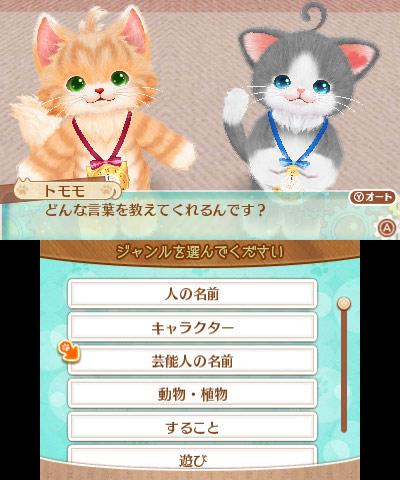 トモモ
Ⓨオート
どんな言葉を教えてくれるんです？
Ⓐ
ジャンルを選んでください
人の名前
キャラクター
芸能人の名前
動物・植物
すること
遊び